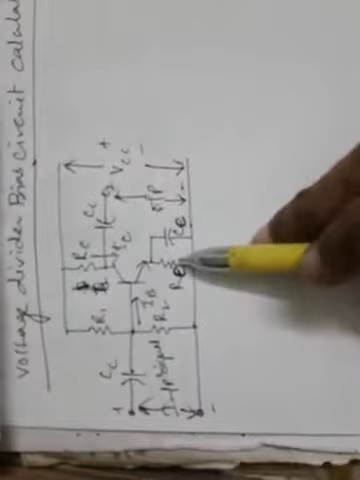 Voltage divider Bias circuit calcula
+
Vcc
-
Rc
Cc
Ic
R1
IB
R2
O/P
CE
RE
Cc
I/p signal
+
-